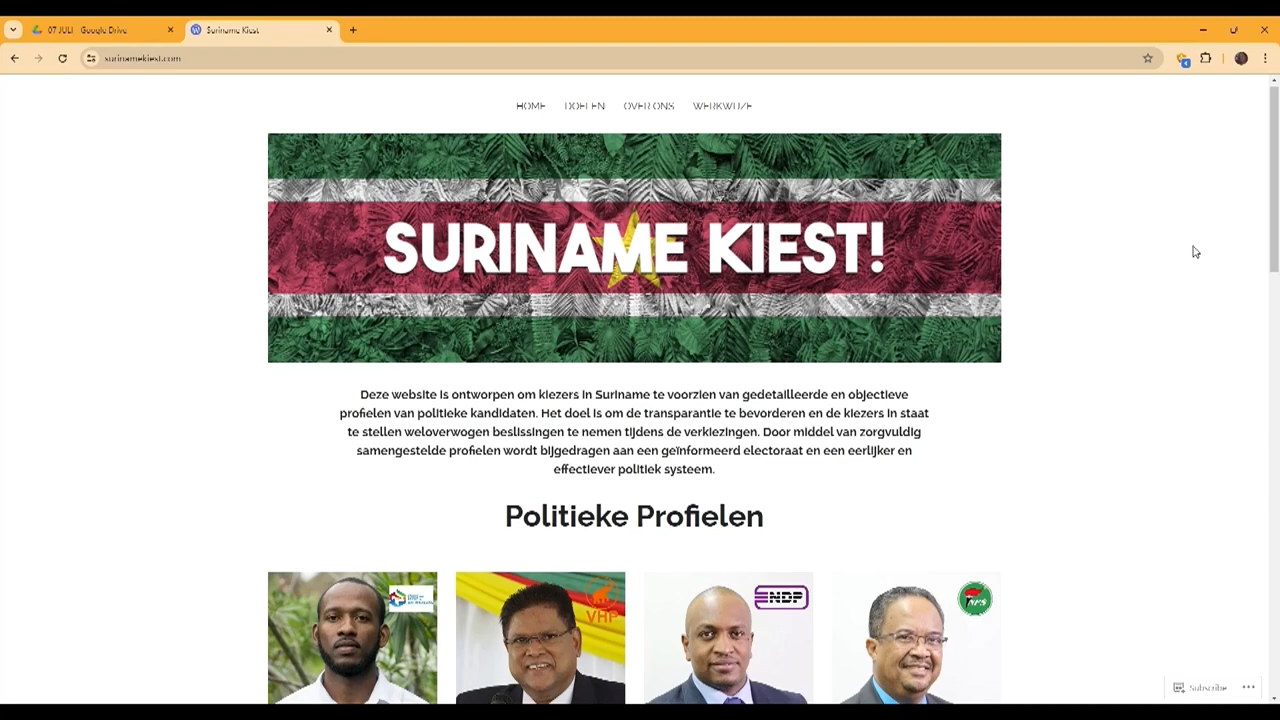 07 JULI - Google Drive
Suriname Kiest
surinamekiest.com
HOME DOELEN OVER ONS WERKWIJZE
SURINAME KIEST!
Deze website is ontworpen om kiezers in Suriname te voorzien van gedetailleerde en objectieve
profielen van politieke kandidaten. Het doel is om de transparantie te bevorderen en de kiezers in staat
te stellen weloverwogen beslissingen te nemen tijdens de verkiezingen. Door middel van zorgvuldig
samengestelde profielen wordt bijgedragen aan een geïnformeerd electoraat en een eerlijker en
effectiever politiek systeem.
Politieke Profielen
VHP
NDP
NPS
Subscribe